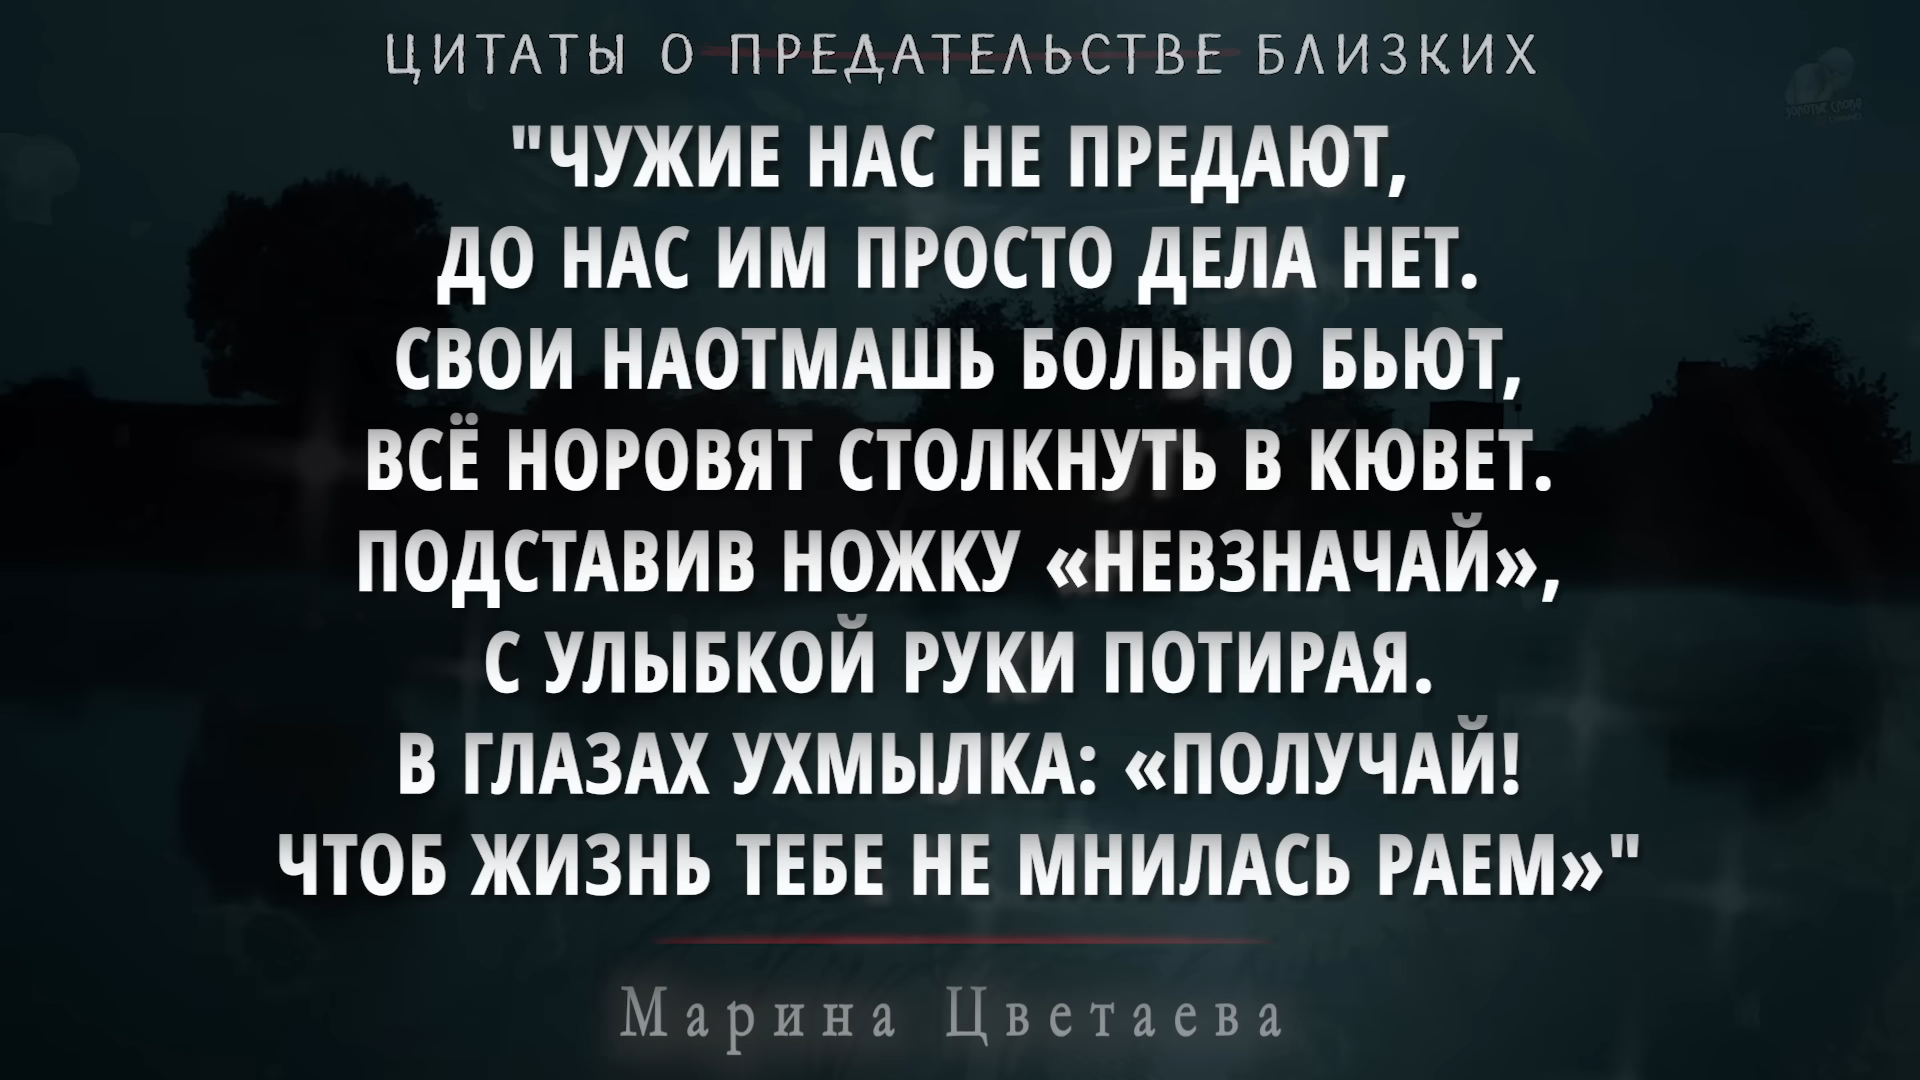 ЦИТАТЫ О ПРЕДАТЕЛЬСТВЕ БЛИЗКИХ
"ЧУЖИЕ НАС НЕ ПРЕДАЮТ,
ДО НАС ИМ ПРОСТО ДЕЛА НЕТ.
СВОИ НАОТМАШЬ БОЛЬНО БЬЮТ,
ВСЁ НОРОВЯТ СТОЛКНУТЬ В КЮВЕТ.
ПОДСТАВИВ НОЖКУ «НЕВЗНАЧАЙ»,
С УЛЫБКОЙ РУКИ ПОТИРАЯ.
В ГЛАЗАХ УХМЫЛКА: «ПОЛУЧАЙ!
ЧТОБ ЖИЗНЬ ТЕБЕ НЕ МНИЛАСЬ РАЕМ»"
Марина Цветаева